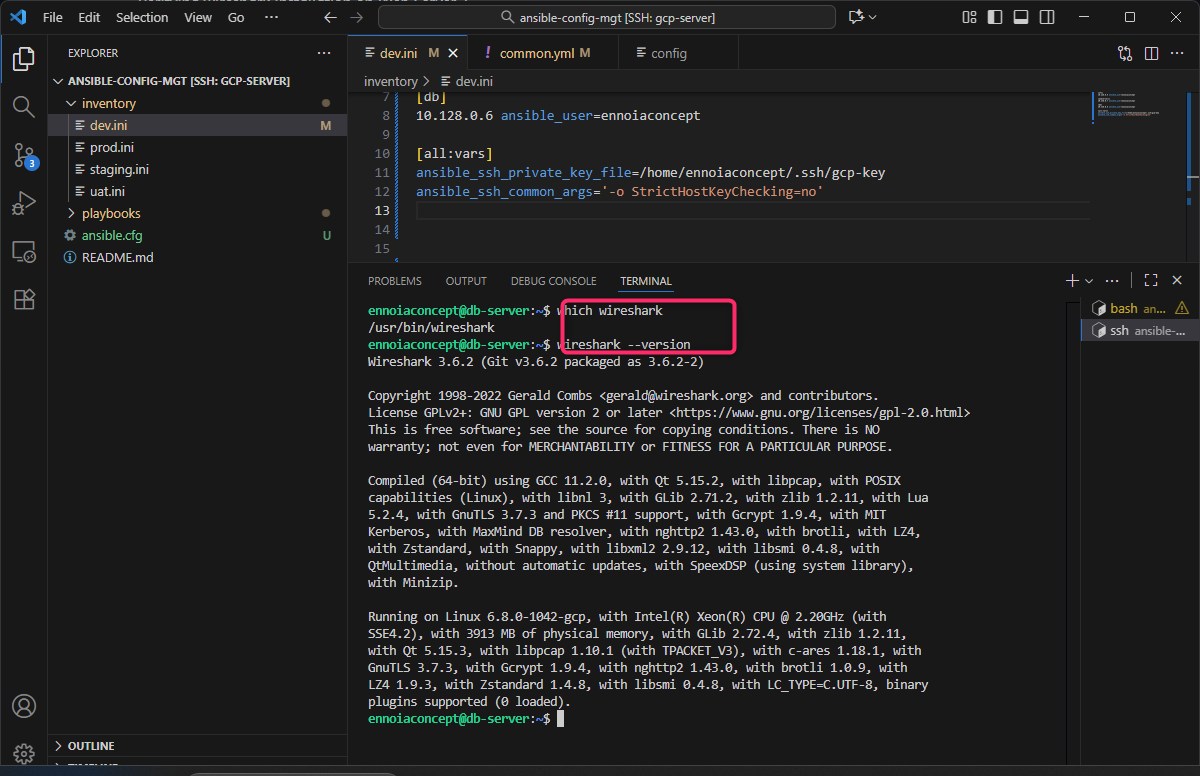 File Edit Selection View Go ··· ansible-config-mgt [SSH: gcp-server]
EXPLORER ···
ANSIBLE-CONFIG-MGT [SSH: GCP-SERVER]
inventory
dev.ini M
prod.ini
staging.ini
uat.ini
playbooks
ansible.cfg U
README.md
OUTLINE
3
dev.ini M
common.yml M
config
inventory > dev.ini
7 [db]
8 10.128.0.6 ansible_user=ennoiaconcept
9
10 [all:vars]
11 ansible_ssh_private_key_file=/home/ennoiaconcept/.ssh/gcp-key
12 ansible_ssh_common_args='-o StrictHostKeyChecking=no'
13
14
15
PROBLEMS OUTPUT DEBUG CONSOLE TERMINAL
ennoiaconcept@db-server:~$ which wireshark
/usr/bin/wireshark
ennoiaconcept@db-server:~$ wireshark --version
Wireshark 3.6.2 (Git v3.6.2 packaged as 3.6.2-2)
Copyright 1998-2022 Gerald Combs <gerald@wireshark.org> and contributors.
License GPLv2+: GNU GPL version 2 or later <https://www.gnu.org/licenses/gpl-2.0.html>
This is free software; see the source for copying conditions. There is NO
warranty; not even for MERCHANTABILITY or FITNESS FOR A PARTICULAR PURPOSE.
Compiled (64-bit) using GCC 11.2.0, with Qt 5.15.2, with libpcap, with POSIX
capabilities (Linux), with libnl 3, with GLib 2.71.2, with zlib 1.2.11, with Lua
5.2.4, with GnuTLS 3.7.3 and PKCS #11 support, with Gcrypt 1.9.4, with MIT
Kerberos, with MaxMind DB resolver, with nghttp2 1.43.0, with brotli, with LZ4,
with Zstandard, with Snappy, with libxml2 2.9.12, with libsmi 0.4.8, with
QtMultimedia, without automatic updates, with SpeexDSP (using system library),
with Minizip.
Running on Linux 6.8.0-1042-gcp, with Intel(R) Xeon(R) CPU @ 2.20GHz (with
SSE4.2), with 3913 MB of physical memory, with GLib 2.72.4, with zlib 1.2.11,
with Qt 5.15.3, with libpcap 1.10.1 (with TPACKET_V3), with c-ares 1.18.1, with
GnuTLS 3.7.3, with Gcrypt 1.9.4, with nghttp2 1.43.0, with brotli 1.0.9, with
LZ4 1.9.3, with Zstandard 1.4.8, with libsmi 0.4.8, with LC_TYPE=C.UTF-8, binary
plugins supported (0 loaded).
ennoiaconcept@db-server:~$
bash an...
ssh ansible-...